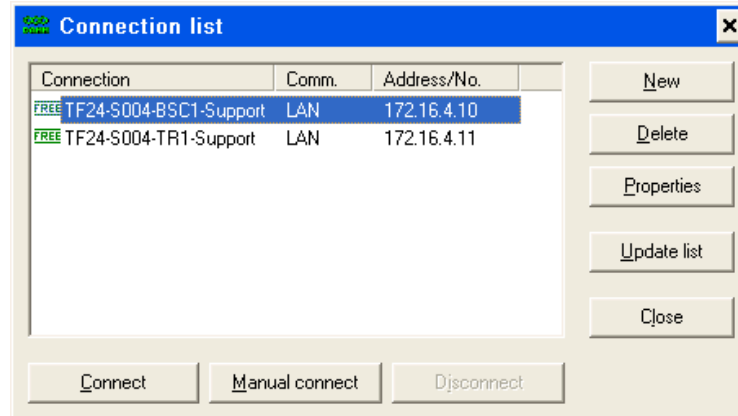 Connection list
Connection Comm. Address/No.
FREE TF24-S004-BSC1-Support LAN 172.16.4.10
FREE TF24-S004-TR1-Support LAN 172.16.4.11
New
Delete
Properties
Update list
Close
Connect Manual connect Disconnect